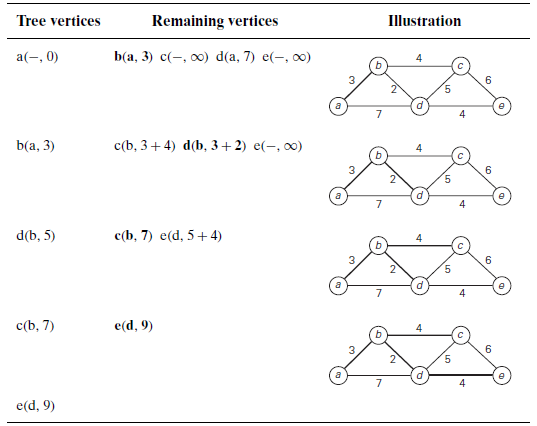 Tree vertices Remaining vertices Illustration
a(−, 0) b(a, 3) c(−, ∞) d(a, 7) e(−, ∞)
b 4 c
3 2 5 6
a d e
7 4
b(a, 3) c(b, 3+4) d(b, 3+2) e(−, ∞)
b 4 c
3 2 5 6
a d e
7 4
d(b, 5) c(b, 7) e(d, 5+4)
b 4 c
3 2 5 6
a d e
7 4
c(b, 7) e(d, 9)
b 4 c
3 2 5 6
a d e
7 4
e(d, 9)